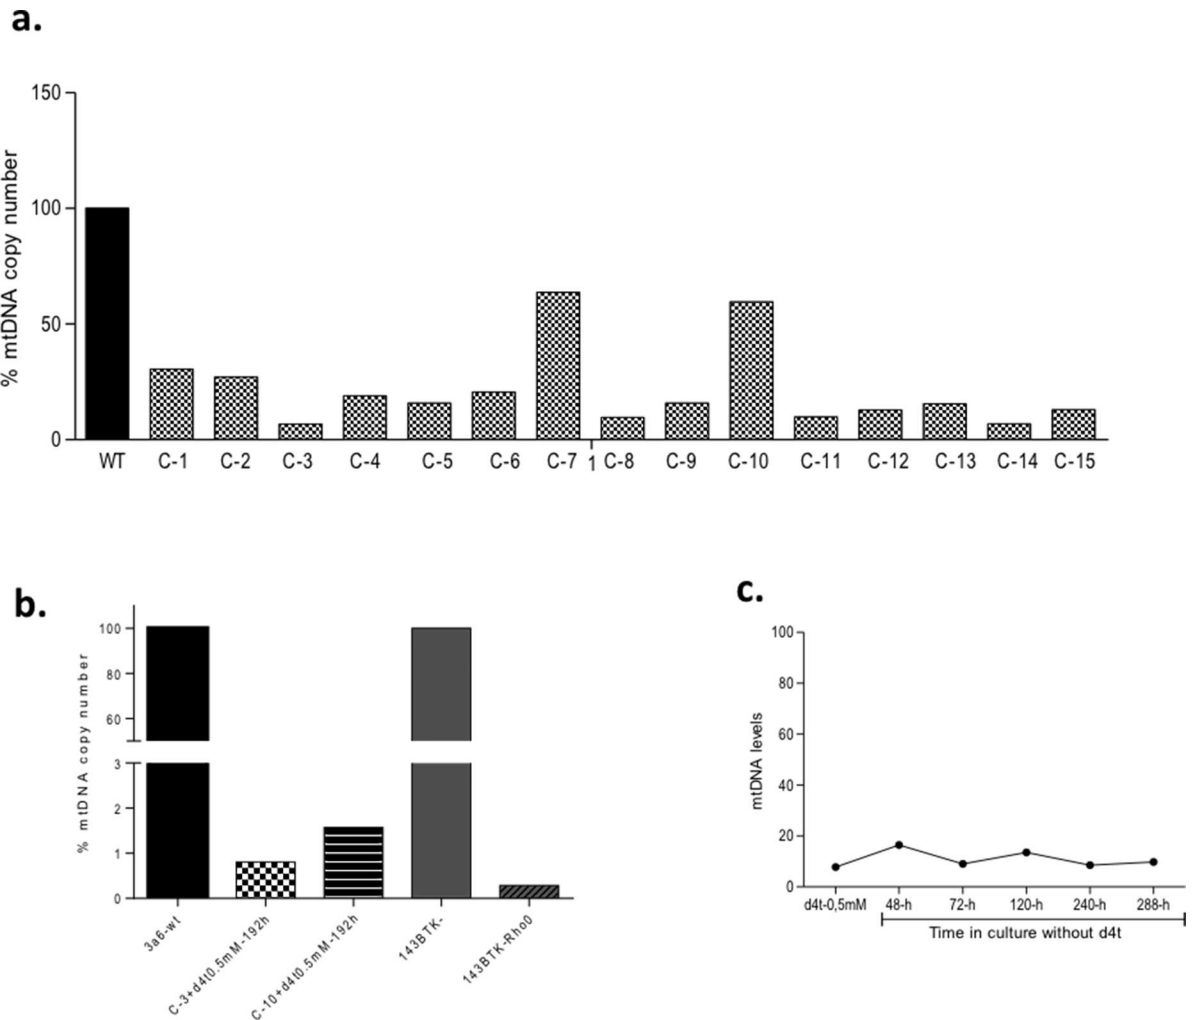 a.
% mtDNA copy number
150
100
50
0
WT C-1 C-2 C-3 C-4 C-5 C-6 C-7 1 C-8 C-9 C-10 C-11 C-12 C-13 C-14 C-15
b.
% mtDNA copy number
100
80
60
3
2
1
0
3a6-wt
C-3+d4t0.5mM-192h
C-10+d4t0.5mM-192h
143BTK-
143BTK-Rho0
c.
mtDNA levels
100
80
60
40
20
0
d4t-0,5mM 48-h 72-h 120-h 240-h 288-h
Time in culture without d4t